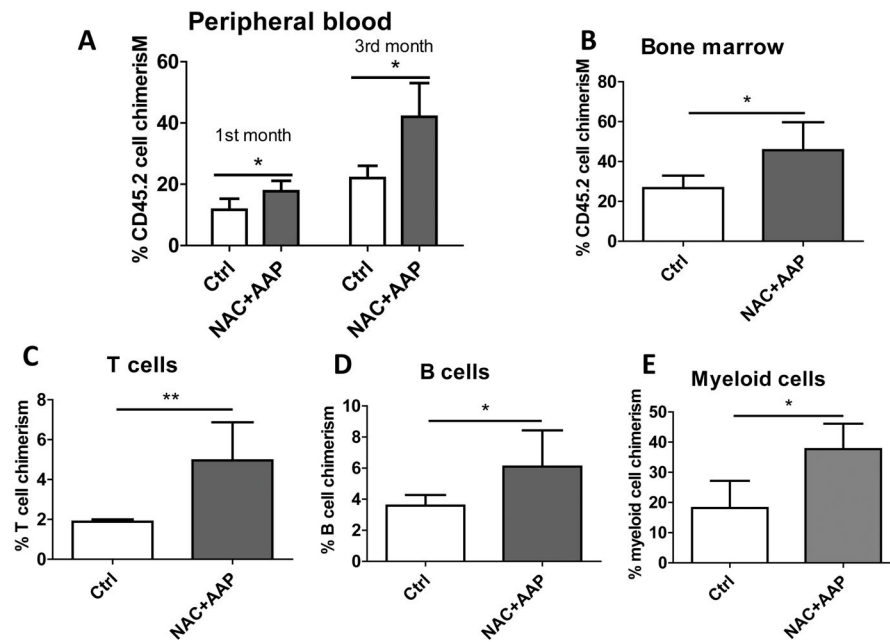 A
Peripheral blood
% CD45.2 cell chimerisM
60
40
20
0
1st month
*
3rd month
*
Ctrl
NAC+AAP
Ctrl
NAC+AAP
B
Bone marrow
% CD45.2 cell chimerisM
80
60
40
20
0
*
Ctrl
NAC+AAP
C
T cells
% T cell chimerism
8
6
4
2
0
**
Ctrl
NAC+AAP
D
B cells
% B cell chimerism
10
8
6
4
2
0
*
Ctrl
NAC+AAP
E
Myeloid cells
% myeloid cell chimerism
50
40
30
20
10
0
*
Ctrl
NAC+AAP